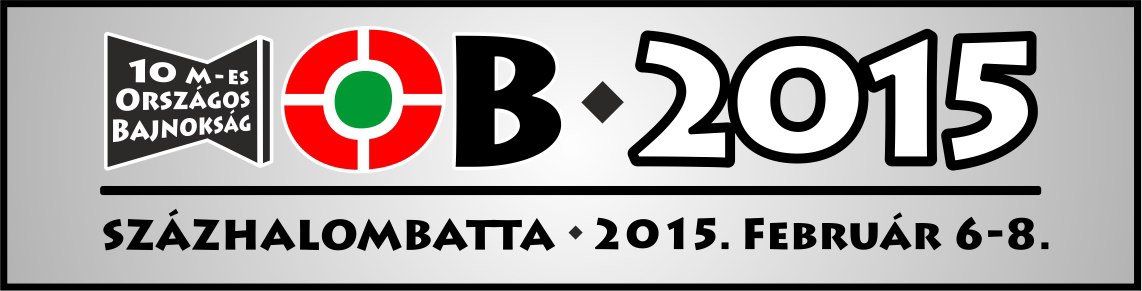 10 M-ES
ORSZÁGOS
BAJNOKSÁG
OB 2015
SZÁZHALOMBATTA 2015. FEBRUÁR 6-8.